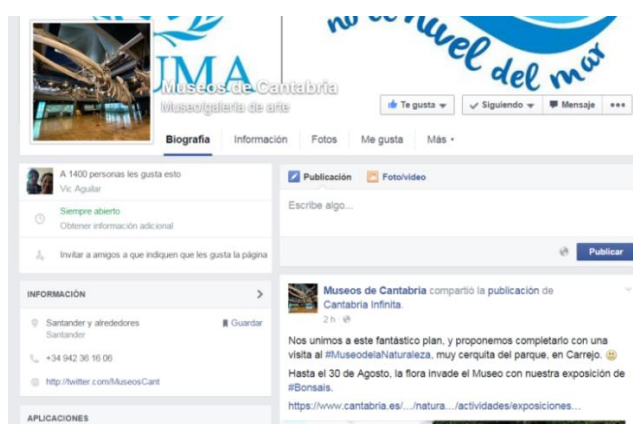 UMA
no  nivel
del mar
Museos de Cantabria
Museo/galería de arte
Te gusta
Siguiendo
Mensaje
Biografía Información Fotos Me gusta Más
A 1400 personas les gusta esto
Vic Aguilar
Siempre abierto
Obtener información adicional
Invitar a amigos a que indiquen que les gusta la página
INFORMACIÓN
Santander y alrededores
Santander
Guardar
+34 942 36 16 06
http://twitter.com/MuseosCant
APLICACIONES
Publicación Foto/vídeo
Escribe algo...
Publicar
Museos de Cantabria compartió la publicación de
Cantabria Infinita.
2 h
Nos unimos a este fantástico plan, y proponemos completarlo con una
visita al #MuseodelaNaturaleza, muy cerquita del parque, en Carrejo.
Hasta el 30 de Agosto, la flora invade el Museo con nuestra exposición de
#Bonsais.
https://www.cantabria.es/.../natura.../actividades/exposiciones...